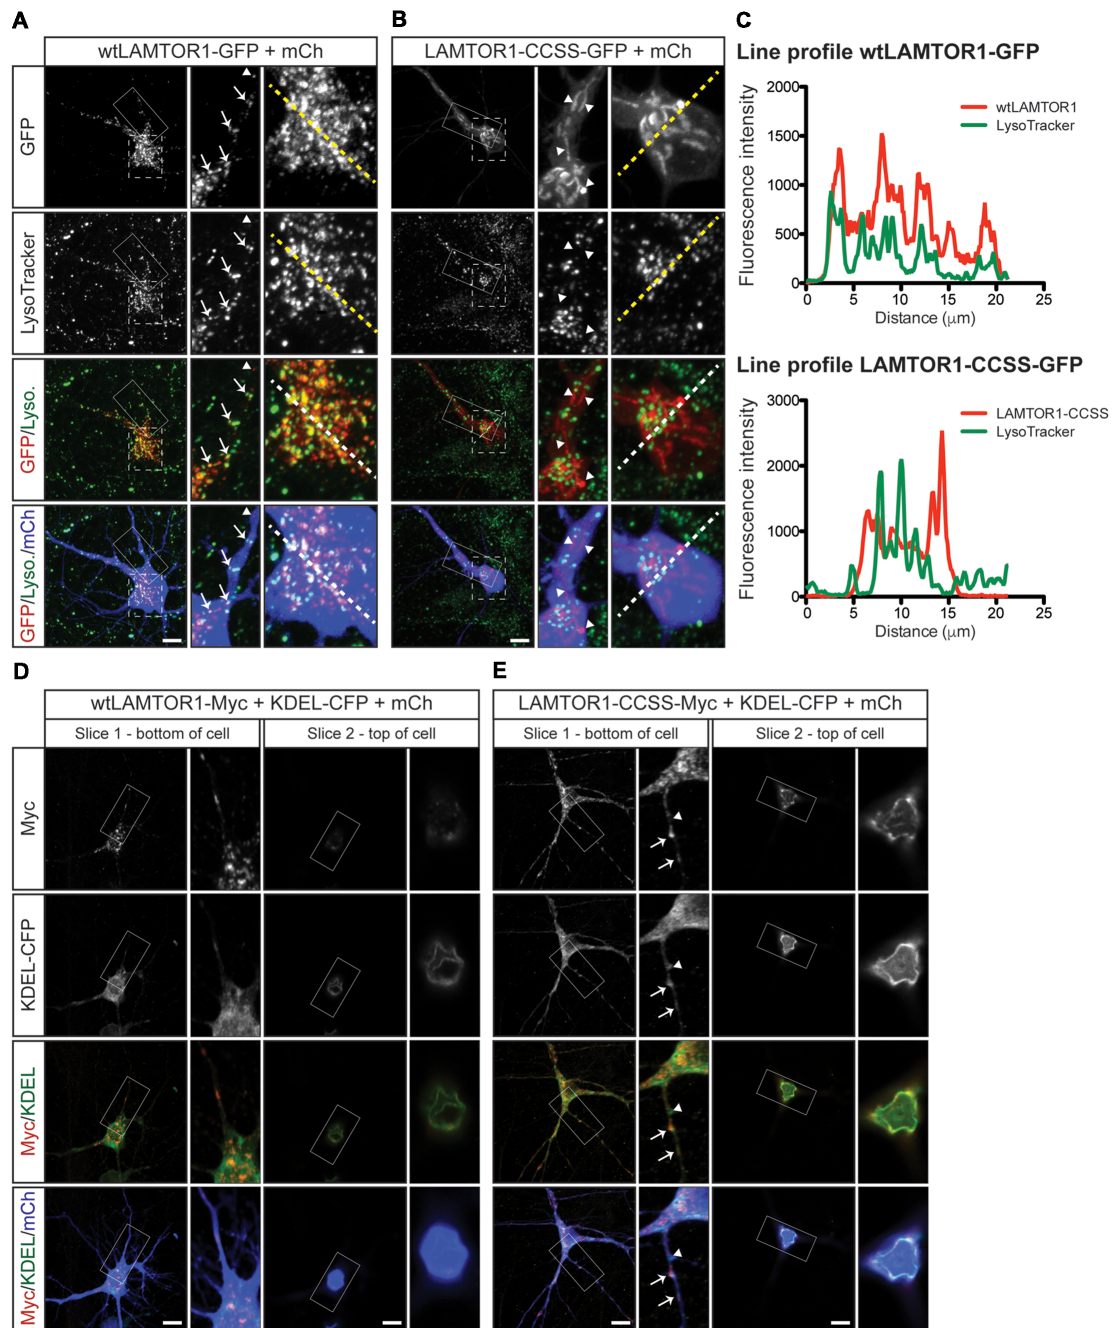 A
wtLAMTOR1-GFP + mCh
GFP
LysoTracker
GFP/Lyso.
GFP/Lyso./mCh
B
LAMTOR1-CCSS-GFP + mCh
C
Line profile wtLAMTOR1-GFP
Fluorescence intensity
2000
1500
1000
500
0
wtLAMTOR1
LysoTracker
0 5 10 15 20 25
Distance (μm)
Line profile LAMTOR1-CCSS-GFP
Fluorescence intensity
3000
2000
1000
0
LAMTOR1-CCSS
LysoTracker
0 5 10 15 20 25
Distance (μm)
D
wtLAMTOR1-Myc + KDEL-CFP + mCh
Slice 1 - bottom of cell
Slice 2 - top of cell
Myc
KDEL-CFP
Myc/KDEL
Myc/KDEL/mCh
E
LAMTOR1-CCSS-Myc + KDEL-CFP + mCh
Slice 1 - bottom of cell
Slice 2 - top of cell